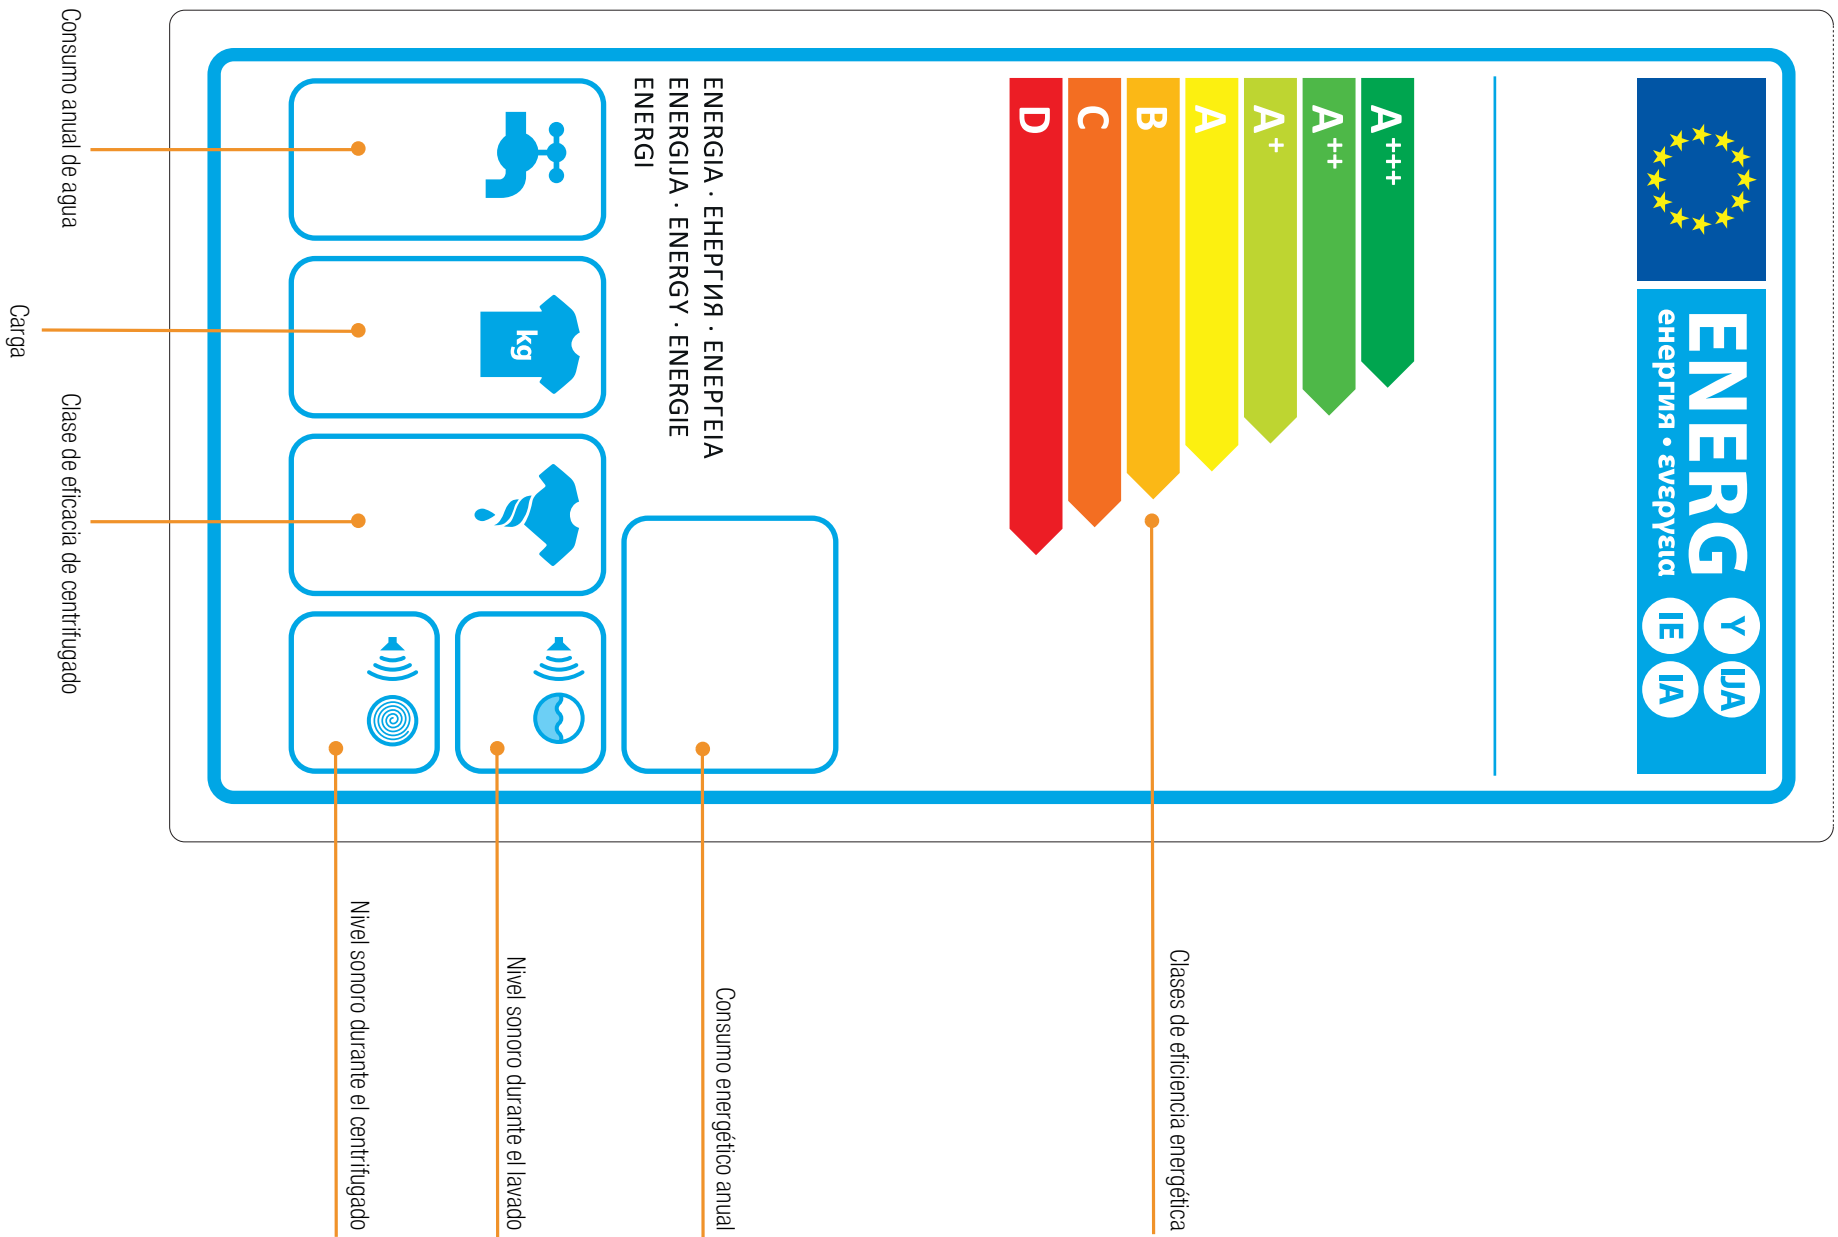 ENERG
Y
IJA
енергия • ενεργεια
IE
IA
A+++
A++
A+
A
B
C
D
Clases de eficiencia energética
ENERGIA · ЕНЕРГИЯ · ΕΝΕΡΓΕΙΑ
ENERGIJA · ENERGY · ENERGIE
ENERGI
Consumo energético anual
kg
Nivel sonoro durante el lavado
Nivel sonoro durante el centrifugado
Consumo anual de agua
Carga
Clase de eficacia de centrifugado